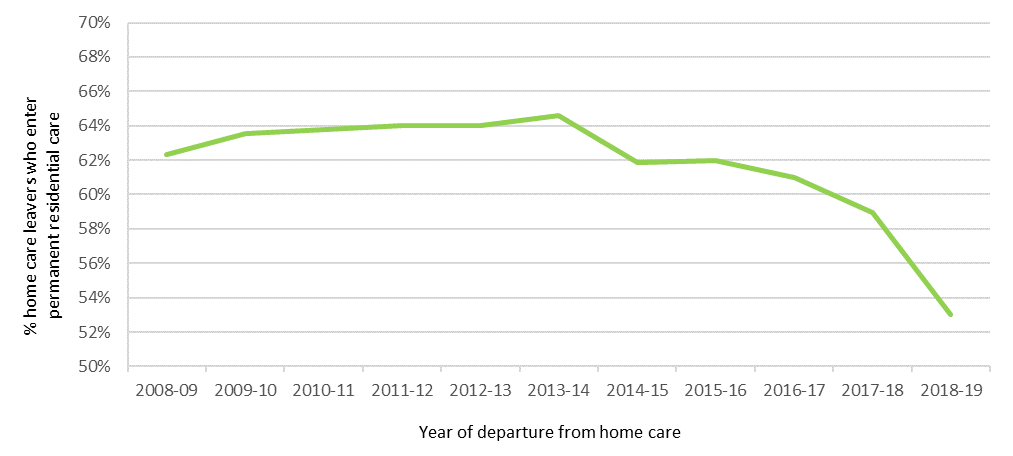 70%
68%
66%
64%
62%
60%
58%
56%
54%
52%
50%
% home care leavers who enter
permanent residential care
2008-09 2009-10 2010-11 2011-12 2012-13 2013-14 2014-15 2015-16 2016-17 2017-18 2018-19
Year of departure from home care